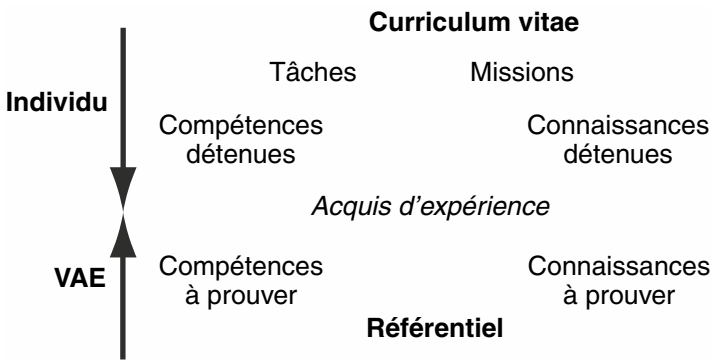 Curriculum vitae
Tâches Missions
Individu
Compétences Connaissances
détenues détenues
Acquis d'expérience
VAE
Compétences Connaissances
à prouver à prouver
Référentiel